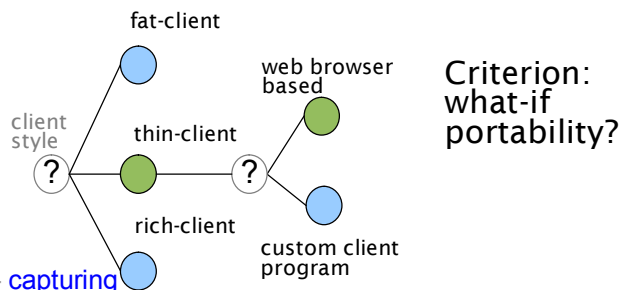 fat-client
web browser
based
Criterion:
what-if
portability?
client
style
thin-client
?
?
rich-client
custom client
program
capturing